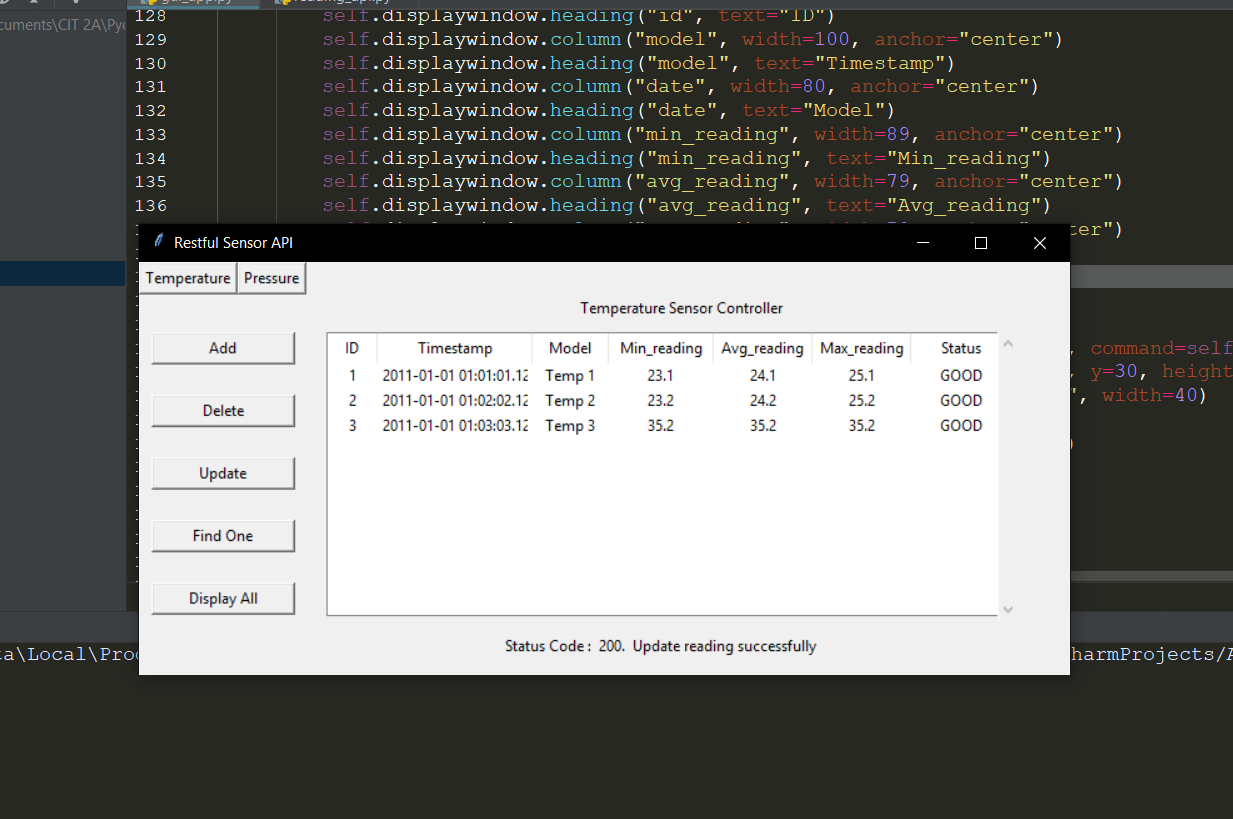 gui_app.py reading_api.py
cuments\CIT 2A\Pyc
128 self.displaywindow.heading("id", text="ID")
129 self.displaywindow.column("model", width=100, anchor="center")
130 self.displaywindow.heading("model", text="Timestamp")
131 self.displaywindow.column("date", width=80, anchor="center")
132 self.displaywindow.heading("date", text="Model")
133 self.displaywindow.column("min_reading", width=89, anchor="center")
134 self.displaywindow.heading("min_reading", text="Min_reading")
135 self.displaywindow.column("avg_reading", width=79, anchor="center")
136 self.displaywindow.heading("avg_reading", text="Avg_reading")
ter")
Restful Sensor API
Temperature Pressure
Temperature Sensor Controller
Add
Delete
Update
Find One
Display All
ID Timestamp Model Min_reading Avg_reading Max_reading Status
1 2011-01-01 01:01:01.12 Temp 1 23.1 24.1 25.1 GOOD
2 2011-01-01 01:02:02.12 Temp 2 23.2 24.2 25.2 GOOD
3 2011-01-01 01:03:03.12 Temp 3 35.2 35.2 35.2 GOOD
Status Code : 200. Update reading successfully
, command=self
, y=30, height
", width=40)
)
ta\Local\Proc
harmProjects/A